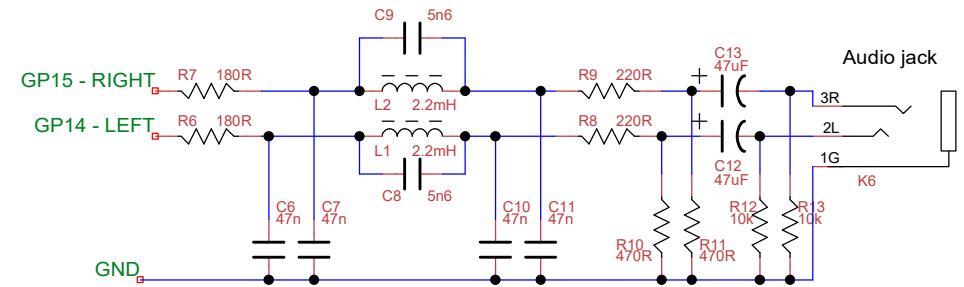 C9 5n6
C13
47uF
Audio jack
GP15 - RIGHT
R7 180R
R9 220R
+
L2 2.2mH
3R
GP14 - LEFT
R6 180R
R8 220R
+
2L
L1 2.2mH
1G
C12
47uF
K6
C8 5n6
C6
47n
C7
47n
C10
47n
C11
47n
R12
10k
R13
10k
R10
470R
R11
470R
GND